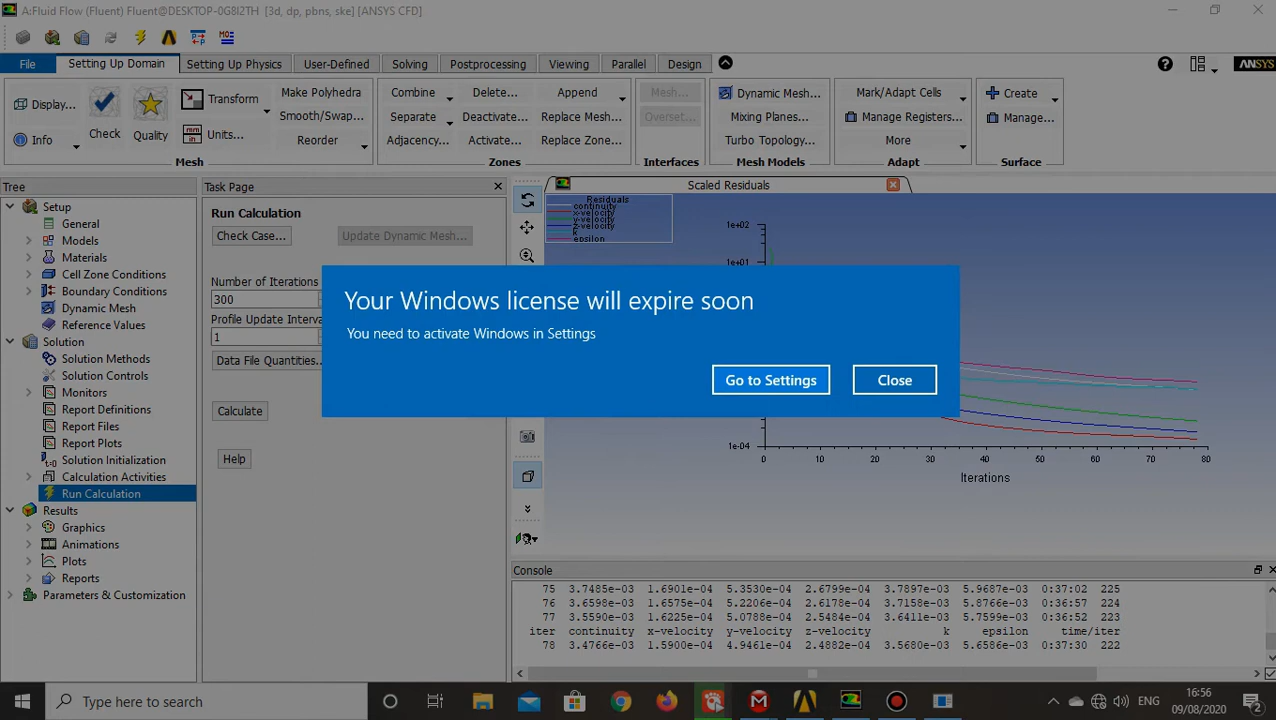 A:Fluid Flow (Fluent) Fluent@DESKTOP-0G8I2TH [3d, dp, pbns, ske] [ANSYS CFD]
File
Setting Up Domain
Setting Up Physics
User-Defined
Solving
Postprocessing
Viewing
Parallel
Design
ANSYS
Display...
Info
Check
Quality
Transform
Units...
Make Polyhedra
Smooth/Swap...
Reorder
Mesh
Combine
Separate
Adjacency...
Delete...
Deactivate...
Activate...
Append
Replace Mesh...
Replace Zone...
Zones
Mesh...
Overset...
Interfaces
Dynamic Mesh...
Mixing Planes...
Turbo Topology...
Mesh Models
Mark/Adapt Cells
Manage Registers...
More
Adapt
Create
Manage...
Surface
Tree
Setup
General
Models
Materials
Cell Zone Conditions
Boundary Conditions
Dynamic Mesh
Reference Values
Solution
Solution Methods
Solution Controls
Monitors
Report Definitions
Report Files
Report Plots
Solution Initialization
Calculation Activities
Run Calculation
Results
Graphics
Animations
Plots
Reports
Parameters & Customization
Task Page
Run Calculation
Check Case...
Update Dynamic Mesh...
Number of Iterations
300
Profile Update Interva
1
Data File Quantities..
Calculate
Help
Scaled Residuals
Residuals
continuity
x-velocity
y-velocity
z-velocity
k
epsilon
1e+02
1e+01
1e-04
0 10 20 30 40 50 60 70 80
Iterations
Your Windows license will expire soon
You need to activate Windows in Settings
Go to Settings
Close
Console
75 3.7485e-03 1.6901e-04 5.3530e-04 2.6799e-04 3.7897e-03 5.9687e-03 0:37:02 225
76 3.6598e-03 1.6575e-04 5.2206e-04 2.6178e-04 3.7158e-03 5.8766e-03 0:36:57 224
77 3.5590e-03 1.6225e-04 5.0788e-04 2.5484e-04 3.6411e-03 5.7599e-03 0:36:52 223
iter continuity x-velocity y-velocity z-velocity k epsilon time/iter
78 3.4766e-03 1.5900e-04 4.9461e-04 2.4882e-04 3.5680e-03 5.6586e-03 0:37:30 222
Type here to search
ENG
16:56
09/08/2020
2